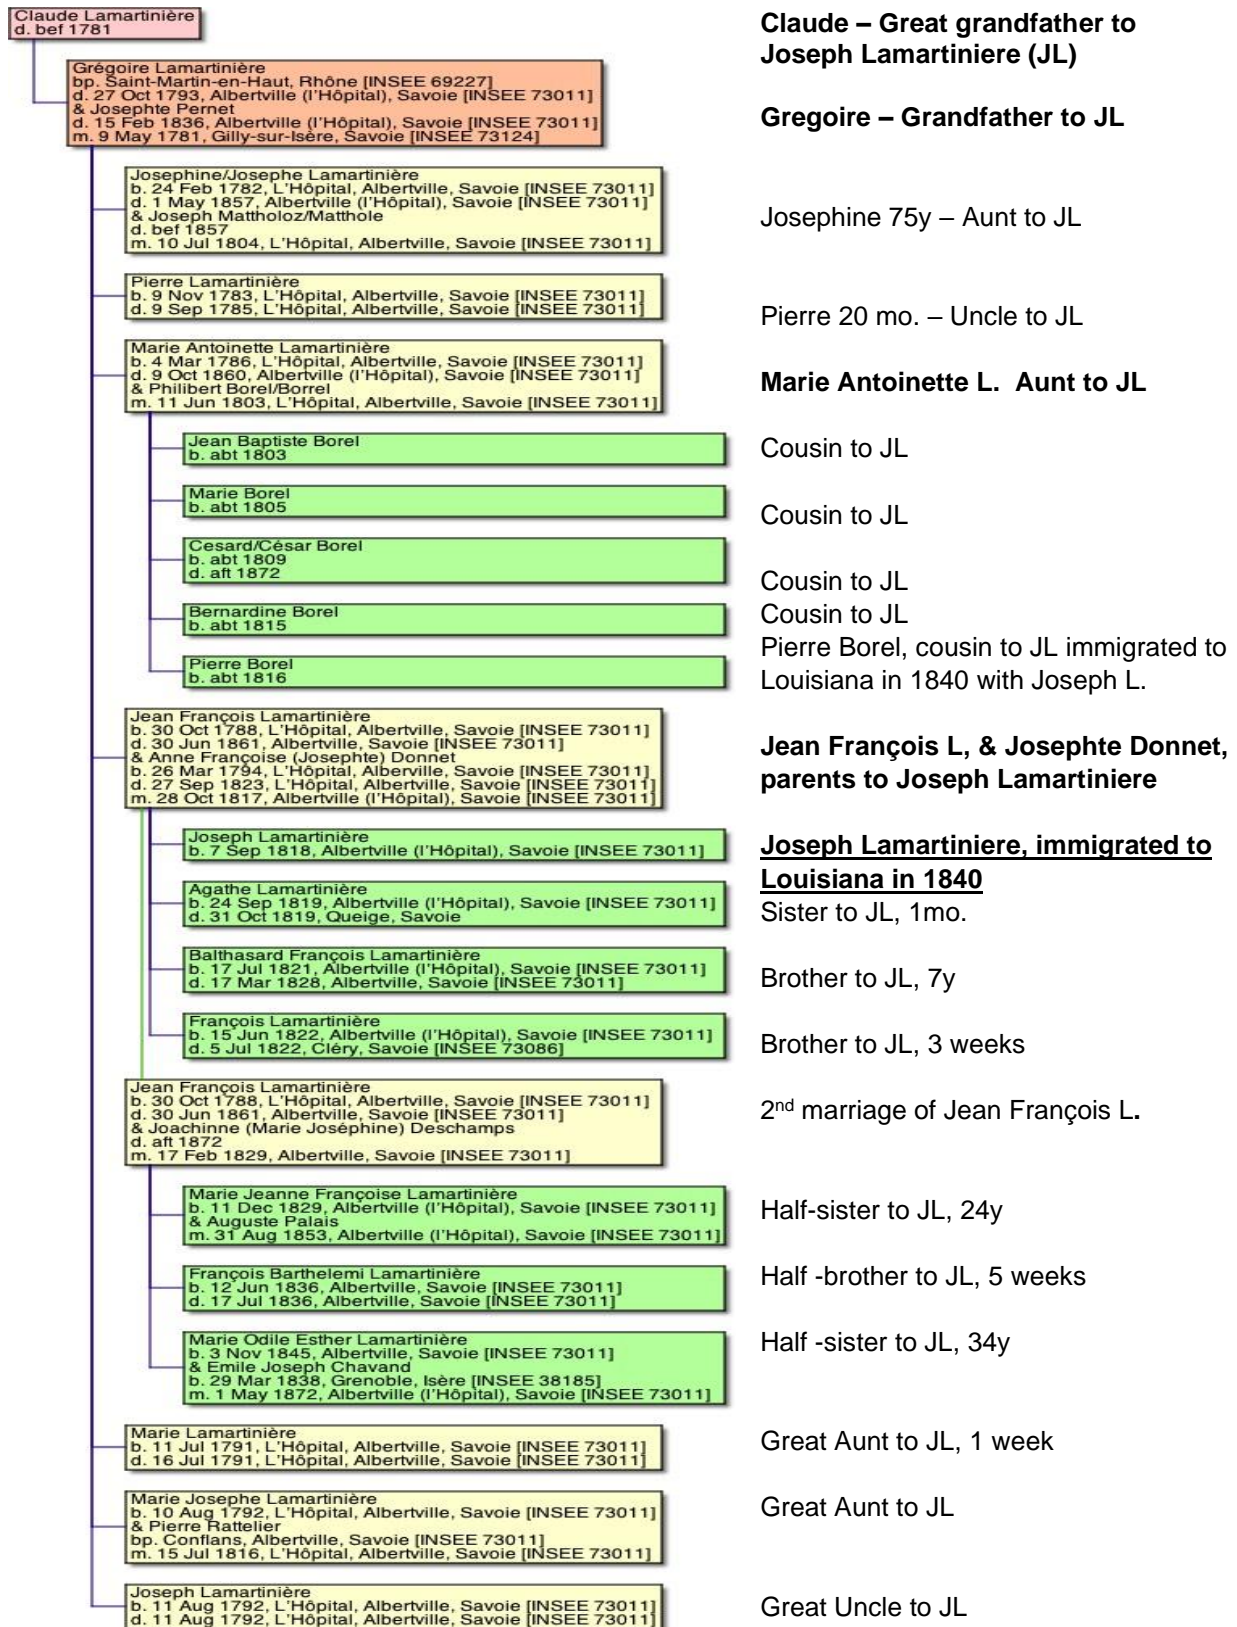 Claude Lamartinière
d. bef 1781
Claude – Great grandfather to
Joseph Lamartiniere (JL)
Grégoire Lamartinière
bp. Saint-Martin-en-Haut, Rhône [INSEE 69227]
d. 27 Oct 1793, Albertville (l'Hôpital), Savoie [INSEE 73011]
& Josephte Pernet
d. 15 Feb 1836, Albertville (l'Hôpital), Savoie [INSEE 73011]
m. 9 May 1781, Gilly-sur-Isère, Savoie [INSEE 73124]
Gregoire – Grandfather to JL
Josephine/Josephe Lamartinière
b. 24 Feb 1782, L'Hôpital, Albertville, Savoie [INSEE 73011]
d. 1 May 1857, Albertville (l'Hôpital), Savoie [INSEE 73011]
& Joseph Mattholoz/Matthole
d. bef 1857
m. 10 Jul 1804, L'Hôpital, Albertville, Savoie [INSEE 73011]
Josephine 75y – Aunt to JL
Pierre Lamartinière
b. 9 Nov 1783, L'Hôpital, Albertville, Savoie [INSEE 73011]
d. 9 Sep 1785, L'Hôpital, Albertville, Savoie [INSEE 73011]
Pierre 20 mo. – Uncle to JL
Marie Antoinette Lamartinière
b. 4 Mar 1786, L'Hôpital, Albertville, Savoie [INSEE 73011]
d. 9 Oct 1860, Albertville (l'Hôpital), Savoie [INSEE 73011]
& Philibert Borel/Borrel
m. 11 Jun 1803, L'Hôpital, Albertville, Savoie [INSEE 73011]
Marie Antoinette L. Aunt to JL
Jean Baptiste Borel
b. abt 1803
Cousin to JL
Marie Borel
b. abt 1805
Cousin to JL
Cesard/César Borel
b. abt 1809
d. aft 1872
Cousin to JL
Bernardine Borel
b. abt 1815
Cousin to JL
Pierre Borel
b. abt 1816
Pierre Borel, cousin to JL immigrated to
Louisiana in 1840 with Joseph L.
Jean François Lamartinière
b. 30 Oct 1788, L'Hôpital, Albertville, Savoie [INSEE 73011]
d. 30 Jun 1861, Albertville, Savoie [INSEE 73011]
& Anne Françoise (Josephte) Donnet
b. 26 Mar 1794, L'Hôpital, Albertville, Savoie [INSEE 73011]
d. 27 Sep 1823, L'Hôpital, Albertville, Savoie [INSEE 73011]
m. 28 Oct 1817, Albertville (l'Hôpital), Savoie [INSEE 73011]
Jean François L, & Josephte Donnet,
parents to Joseph Lamartiniere
Joseph Lamartinière
b. 7 Sep 1818, Albertville (l'Hôpital), Savoie [INSEE 73011]
Joseph Lamartiniere, immigrated to
Louisiana in 1840
Agathe Lamartinière
b. 24 Sep 1819, Albertville (l'Hôpital), Savoie [INSEE 73011]
d. 31 Oct 1819, Queige, Savoie
Sister to JL, 1mo.
Balthasard François Lamartinière
b. 17 Jul 1821, Albertville (l'Hôpital), Savoie [INSEE 73011]
d. 17 Mar 1828, Albertville, Savoie [INSEE 73011]
Brother to JL, 7y
François Lamartinière
b. 15 Jun 1822, Albertville (l'Hôpital), Savoie [INSEE 73011]
d. 5 Jul 1822, Cléry, Savoie [INSEE 73086]
Brother to JL, 3 weeks
Jean François Lamartinière
b. 30 Oct 1788, L'Hôpital, Albertville, Savoie [INSEE 73011]
d. 30 Jun 1861, Albertville, Savoie [INSEE 73011]
& Joachinne (Marie Joséphine) Deschamps
d. aft 1872
m. 17 Feb 1829, Albertville, Savoie [INSEE 73011]
2nd marriage of Jean François L.
Marie Jeanne Françoise Lamartinière
b. 11 Dec 1829, Albertville (l'Hôpital), Savoie [INSEE 73011]
& Auguste Palais
m. 31 Aug 1853, Albertville (l'Hôpital), Savoie [INSEE 73011]
Half-sister to JL, 24y
François Barthelemi Lamartinière
b. 12 Jun 1836, Albertville, Savoie [INSEE 73011]
d. 17 Jul 1836, Albertville, Savoie [INSEE 73011]
Half -brother to JL, 5 weeks
Marie Odile Esther Lamartinière
b. 3 Nov 1845, Albertville, Savoie [INSEE 73011]
& Emile Joseph Chavand
b. 29 Mar 1838, Grenoble, Isère [INSEE 38185]
m. 1 May 1872, Albertville (l'Hôpital), Savoie [INSEE 73011]
Half -sister to JL, 34y
Marie Lamartinière
b. 11 Jul 1791, L'Hôpital, Albertville, Savoie [INSEE 73011]
d. 16 Jul 1791, L'Hôpital, Albertville, Savoie [INSEE 73011]
Great Aunt to JL, 1 week
Marie Josephe Lamartinière
b. 10 Aug 1792, L'Hôpital, Albertville, Savoie [INSEE 73011]
& Pierre Rattelier
bp. Conflans, Albertville, Savoie [INSEE 73011]
m. 15 Jul 1816, L'Hôpital, Albertville, Savoie [INSEE 73011]
Great Aunt to JL
Joseph Lamartinière
b. 11 Aug 1792, L'Hôpital, Albertville, Savoie [INSEE 73011]
d. 11 Aug 1792, L'Hôpital, Albertville, Savoie [INSEE 73011]
Great Uncle to JL